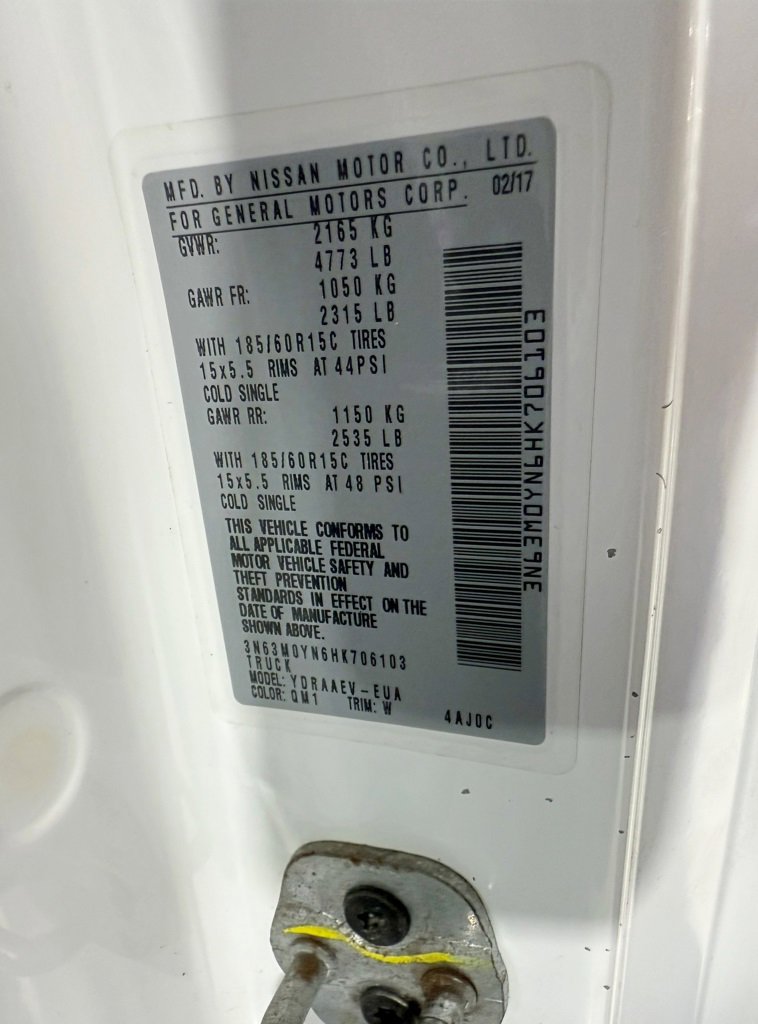 MFD. BY NISSAN MOTOR CO., LTD.
FOR GENERAL MOTORS CORP. 02/17
GVWR: 2165 KG
4773 LB
GAWR FR: 1050 KG
2315 LB
WITH 185/60R15C TIRES
15x5.5 RIMS AT 44PSI
COLD SINGLE
GAWR RR: 1150 KG
2535 LB
WITH 185/60R15C TIRES
15x5.5 RIMS AT 48 PSI
COLD SINGLE
THIS VEHICLE CONFORMS TO
ALL APPLICABLE FEDERAL
MOTOR VEHICLE SAFETY AND
THEFT PREVENTION
STANDARDS IN EFFECT ON THE
DATE OF MANUFACTURE
SHOWN ABOVE.
3N63M0YN6HK706103
TRUCK
MODEL: YDRAAEV-EUA
COLOR: QM1 TRIM: W 4AJ0C
3N63M0YN6HK706103